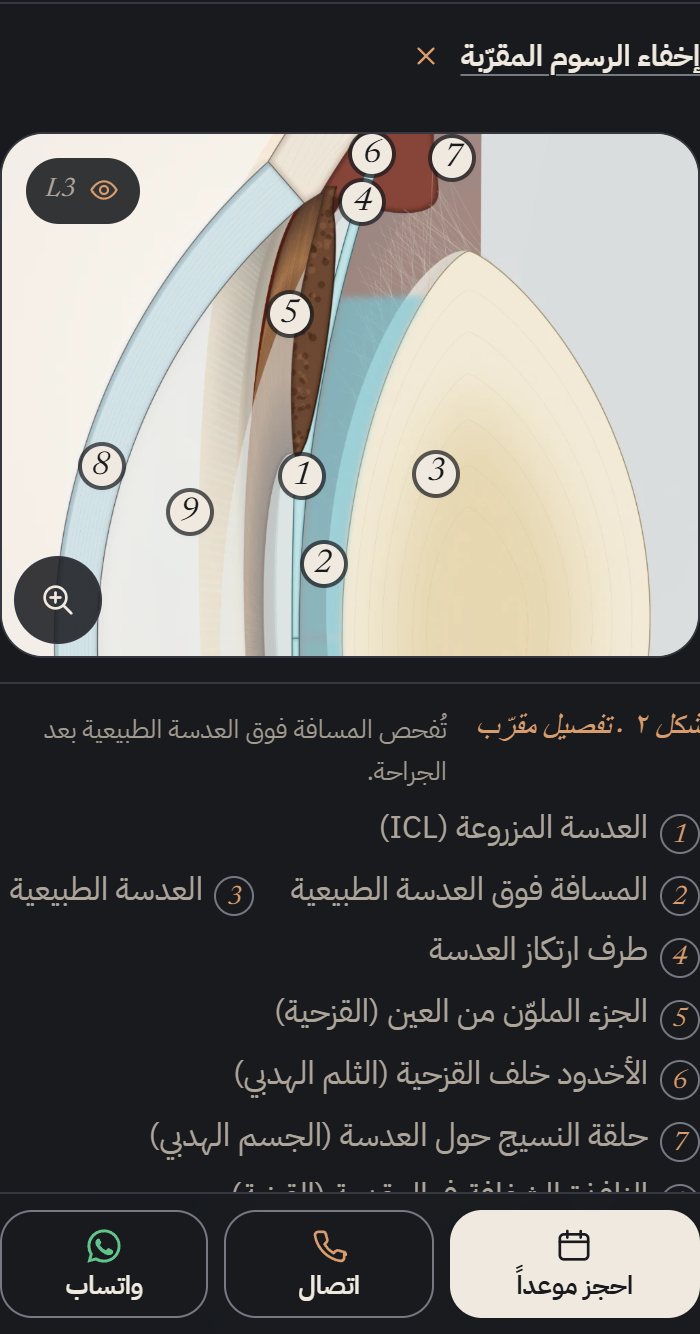 إخفاء الرسوم المقرّبة
L3
6
7
4
5
8
9
1
3
2
شكل ٢ . تفصيل مقرّب
تُفحص المسافة فوق العدسة الطبيعية بعد
الجراحة.
1 العدسة المزروعة (ICL)
2 المسافة فوق العدسة الطبيعية 3 العدسة الطبيعية
4 طرف ارتكاز العدسة
5 الجزء الملوّن من العين (القزحية)
6 الأخدود خلف القزحية (الثلم الهدبي)
7 حلقة النسيج حول العدسة (الجسم الهدبي)
احجز موعداً
اتصال
واتساب